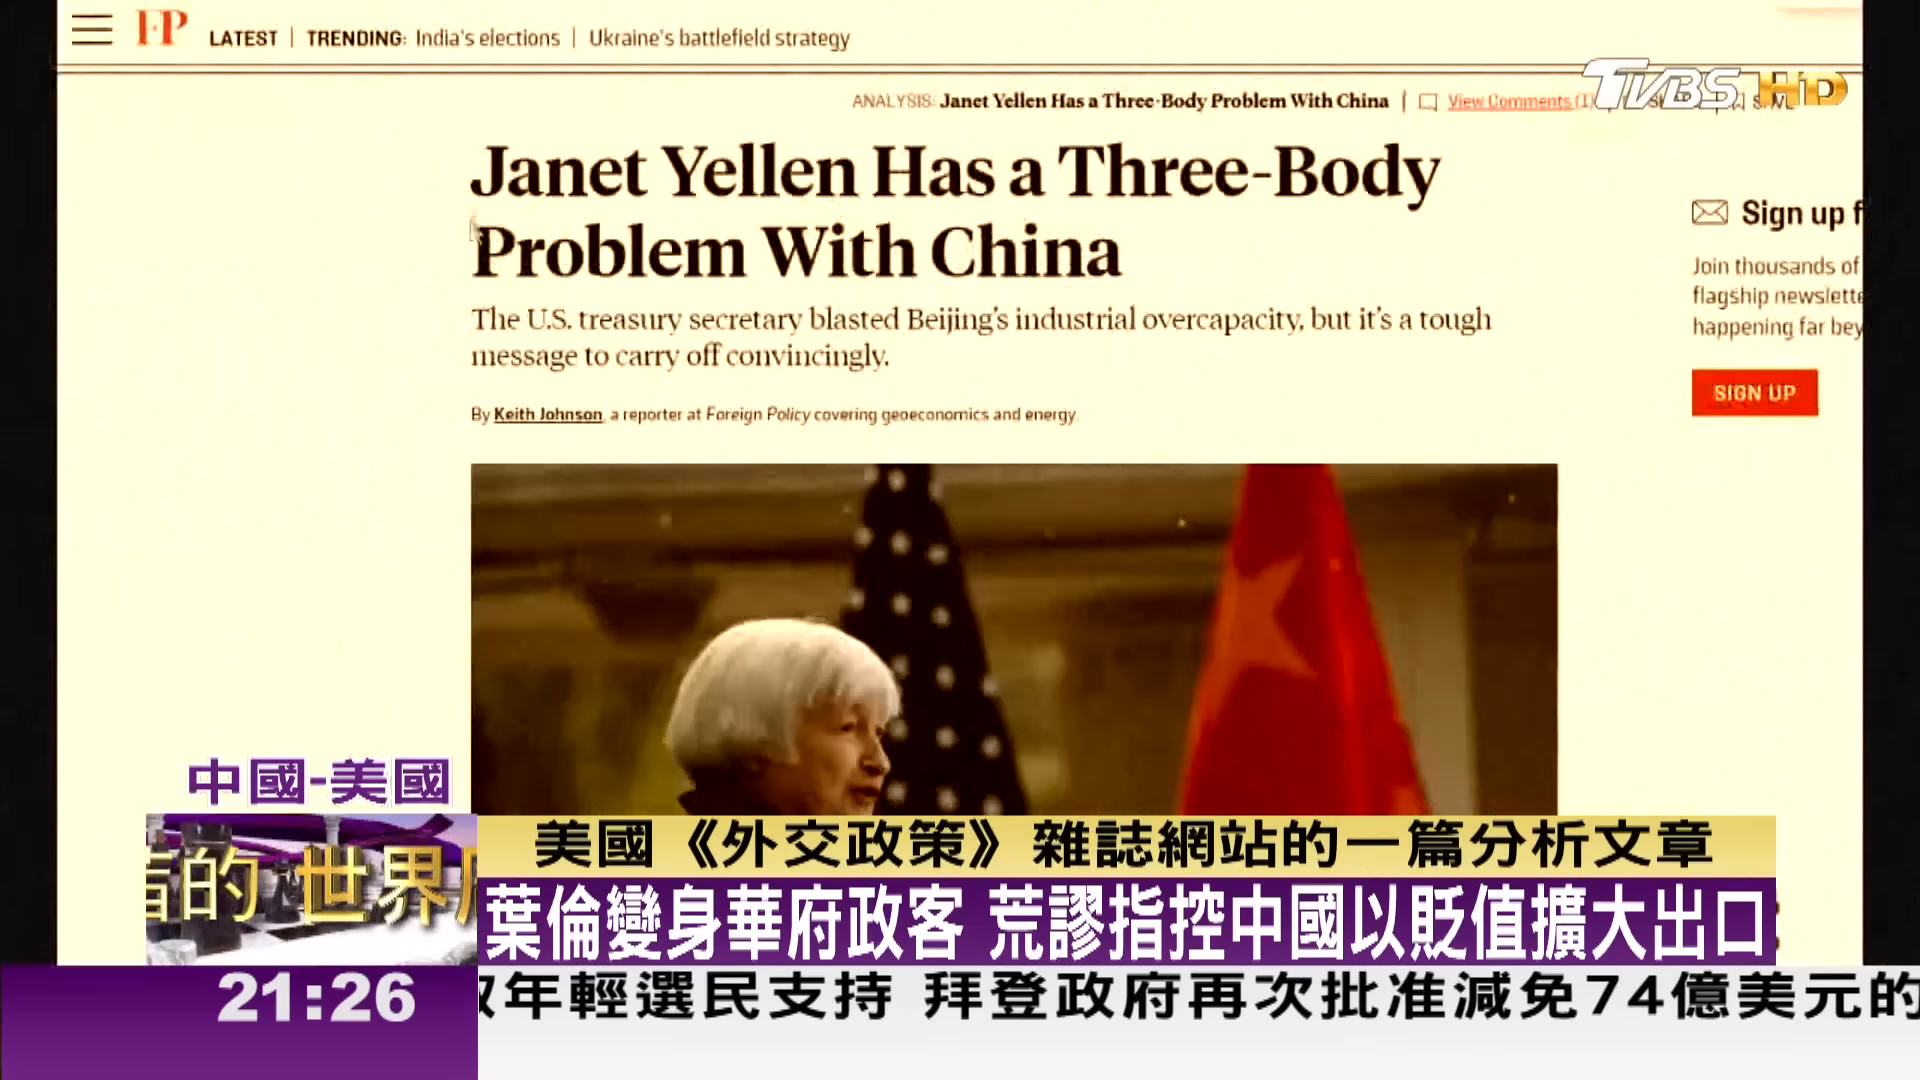 FP LATEST | TRENDING: India's elections | Ukraine's battlefield strategy
TVBS HD
ANALYSIS: Janet Yellen Has a Three-Body Problem With China | View Comments (1)
Janet Yellen Has a Three-Body
Problem With China
The U.S. treasury secretary blasted Beijing's industrial overcapacity, but it's a tough
message to carry off convincingly.
By Keith Johnson, a reporter at Foreign Policy covering geoeconomics and energy.
Sign up
Join thousands of
flagship
happening far
SIGN UP
中國-美國
的 世界
美國《外交政策》雜誌網站的一篇分析文章
葉倫變身華府政客 荒謬指控中國以貶值擴大出口
21:26
年輕選民支持 拜登政府再次批准減免74億美元的